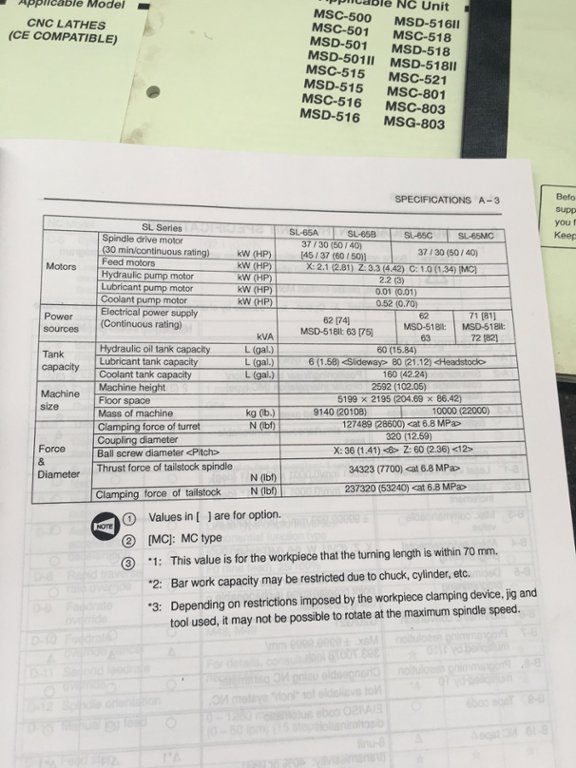 Applicable Model
CNC LATHES
(CE COMPATIBLE)
Applicable NC Unit
MSC-500 MSD-516II
MSC-501 MSC-518
MSD-501 MSD-518
MSD-501II MSD-518II
MSC-515 MSC-521
MSD-515 MSC-801
MSC-516 MSC-803
MSD-516 MSG-803
SPECIFICATIONS A-3
SL Series SL-65A SL-65B SL-65C SL-65MC
Motors
Spindle drive motor
(30 min/continuous rating) kW (HP) 37 / 30 (50 / 40)
[45 / 37 (60 / 50)] 37 / 30 (50 / 40)
Feed motors kW (HP) X: 2.1 (2.81) Z: 3.3 (4.42) C: 1.0 (1.34) [MC]
Hydraulic pump motor kW (HP) 2.2 (3)
Lubricant pump motor kW (HP) 0.01 (0.01)
Coolant pump motor kW (HP) 0.52 (0.70)
Power
sources
Electrical power supply
(Continuous rating) kVA
62 [74]
MSD-518II: 63 [75]
62
MSD-518II:
63
71 [81]
MSD-518II:
72 [82]
Tank
capacity
Hydraulic oil tank capacity L (gal.) 60 (15.84)
Lubricant tank capacity L (gal.) 6 (1.58) <Slideway> 80 (21.12) <Headstock>
Coolant tank capacity L (gal.) 160 (42.24)
Machine
size
Machine height 2592 (102.05)
Floor space 5199 × 2195 (204.69 × 86.42)
Mass of machine kg (lb.) 9140 (20108) 10000 (22000)
Force
&
Diameter
Clamping force of turret N (lbf) 127489 (28600) <at 6.8 MPa>
Coupling diameter 320 (12.59)
Ball screw diameter <Pitch> X: 36 (1.41) <8> Z: 60 (2.36) <12>
Thrust force of tailstock spindle
N (lbf) 34323 (7700) <at 6.8 MPa>
Clamping force of tailstock N (lbf) 237320 (53240) <at 6.8 MPa>
NOTE ① Values in [ ] are for option.
② [MC]: MC type
③ *1: This value is for the workpiece that the turning length is within 70 mm.
*2: Bar work capacity may be restricted due to chuck, cylinder, etc.
*3: Depending on restrictions imposed by the workpiece clamping device, jig and
tool used, it may not be possible to rotate at the maximum spindle speed.